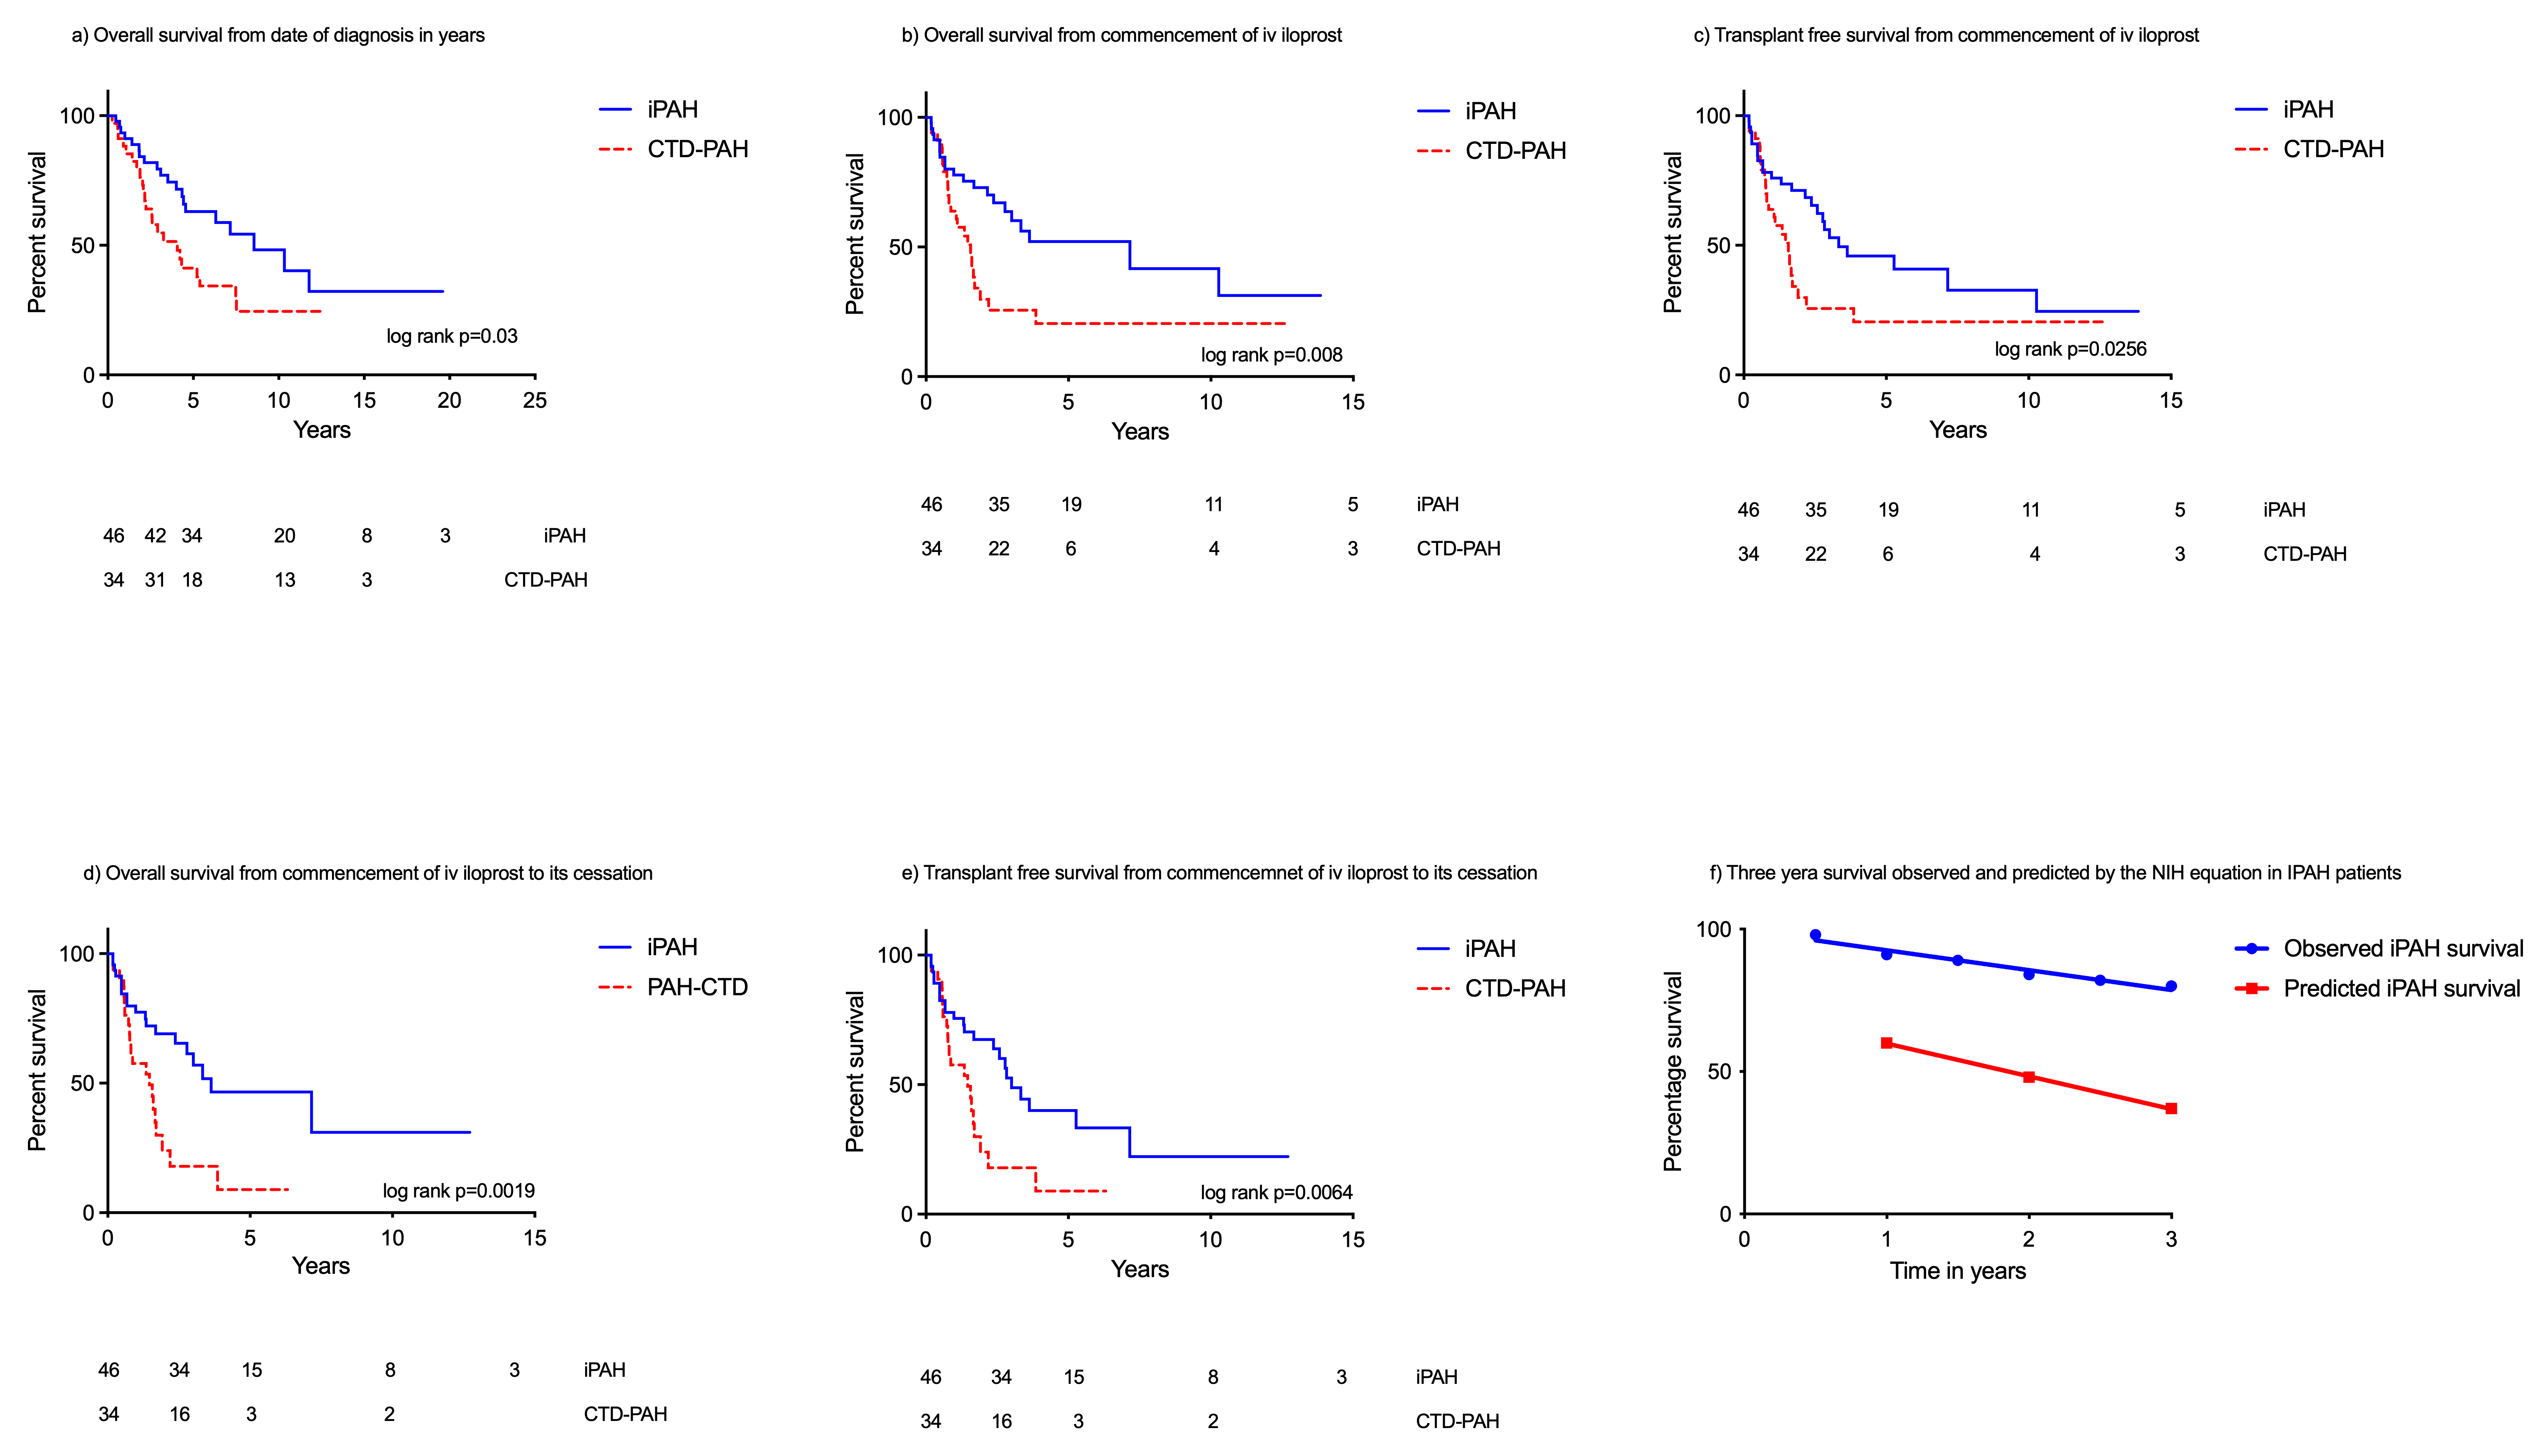 a) Overall survival from date of diagnosis in years
iPAH
CTD-PAH
100
50
0
Percent survival
log rank p=0.03
0 5 10 15 20 25
Years
46 42 34 20 8 3 iPAH
34 31 18 13 3 CTD-PAH
b) Overall survival from commencement of iv iloprost
iPAH
CTD-PAH
100
50
0
Percent survival
log rank p=0.008
0 5 10 15
Years
46 35 19 11 5 iPAH
34 22 6 4 3 CTD-PAH
c) Transplant free survival from commencement of iv iloprost
iPAH
CTD-PAH
100
50
0
Percent survival
log rank p=0.0256
0 5 10 15
Years
46 35 19 11 5 iPAH
34 22 6 4 3 CTD-PAH
d) Overall survival from commencement of iv iloprost to its cessation
iPAH
PAH-CTD
100
50
0
Percent survival
log rank p=0.0019
0 5 10 15
Years
46 34 15 8 3 iPAH
34 16 3 2 CTD-PAH
e) Transplant free survival from commencemnet of iv iloprost to its cessation
iPAH
CTD-PAH
100
50
0
Percent survival
log rank p=0.0064
0 5 10 15
Years
46 34 15 8 3 iPAH
34 16 3 2 CTD-PAH
f) Three yera survival observed and predicted by the NIH equation in IPAH patients
Observed iPAH survival
Predicted iPAH survival
100
50
0
Percentage survival
0 1 2 3
Time in years